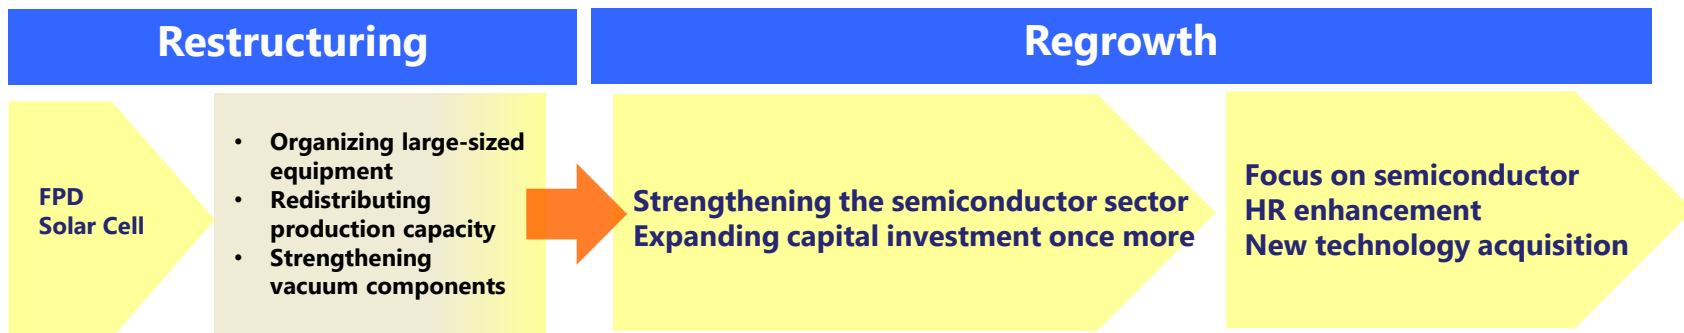 Restructuring
Regrowth
FPD
Solar Cell
• Organizing large-sized
equipment
• Redistributing
production capacity
• Strengthening
vacuum components
Strengthening the semiconductor sector
Expanding capital investment once more
Focus on semiconductor
HR enhancement
New technology acquisition